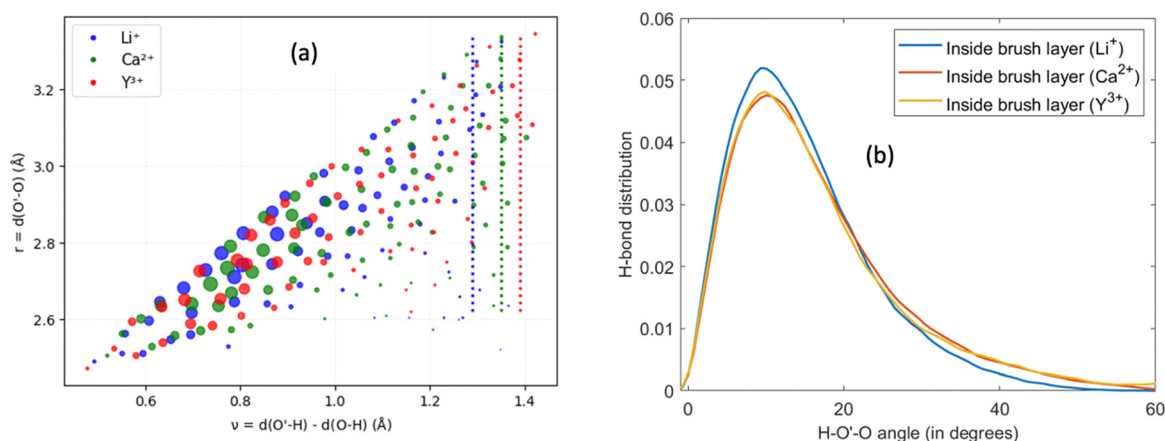 (a)
Li⁺
Ca²⁺
Y³⁺
r = d(O'-O) (Å)
3.2
3.0
2.8
2.6
0.6 0.8 1.0 1.2 1.4
ν = d(O'-H) - d(O-H) (Å)
(b)
Inside brush layer (Li⁺)
Inside brush layer (Ca²⁺)
Inside brush layer (Y³⁺)
H-bond distribution
0.06
0.05
0.04
0.03
0.02
0.01
0
0 20 40 60
H-O'-O angle (in degrees)